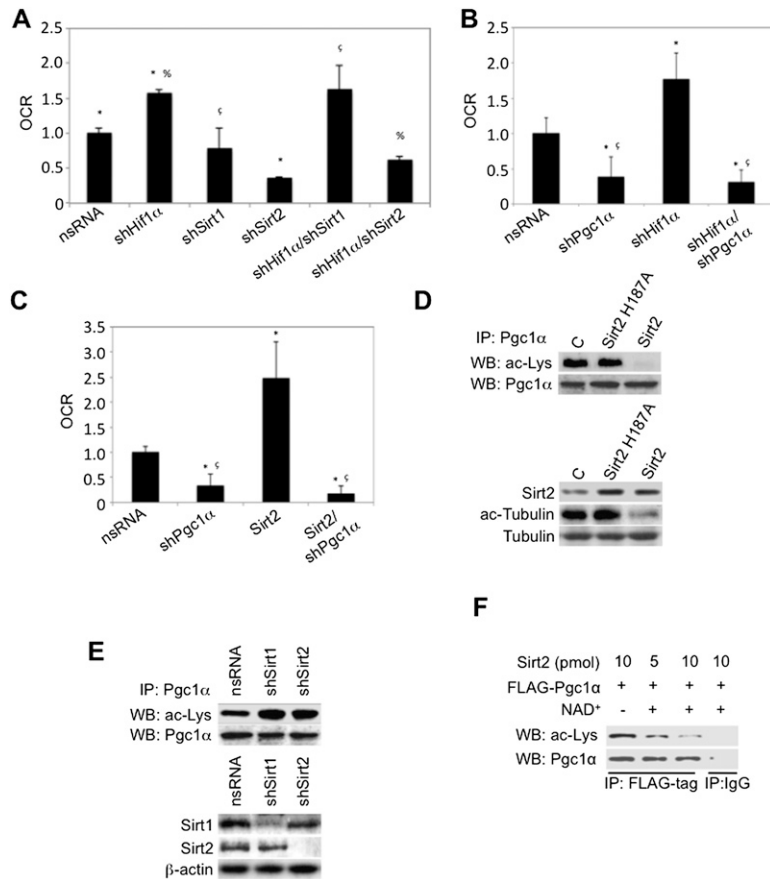 A
OCR
2.5
2.0
1.5
1.0
0.5
0
*
* %
ç
*
ç
%
nsRNA
shHif1α
shSirt1
shSirt2
shHif1α/shSirt1
shHif1α/shSirt2
B
OCR
2.5
2.0
1.5
1.0
0.5
0
* ç
*
* ç
nsRNA
shPgc1α
shHif1α
shHif1α/
shPgc1α
C
OCR
3.5
3.0
2.5
2.0
1.5
1.0
0.5
0
* ç
*
* ç
nsRNA
shPgc1α
Sirt2
Sirt2/
shPgc1α
D
IP: Pgc1α
C
Sirt2 H187A
Sirt2
WB: ac-Lys
WB: Pgc1α
C
Sirt2 H187A
Sirt2
Sirt2
ac-Tubulin
Tubulin
E
IP: Pgc1α
nsRNA
shSirt1
shSirt2
WB: ac-Lys
WB: Pgc1α
nsRNA
shSirt1
shSirt2
Sirt1
Sirt2
β-actin
F
Sirt2 (pmol) 10 5 10 10
FLAG-Pgc1α + + + +
NAD⁺ - + + +
WB: ac-Lys
WB: Pgc1α
IP: FLAG-tag IP:IgG